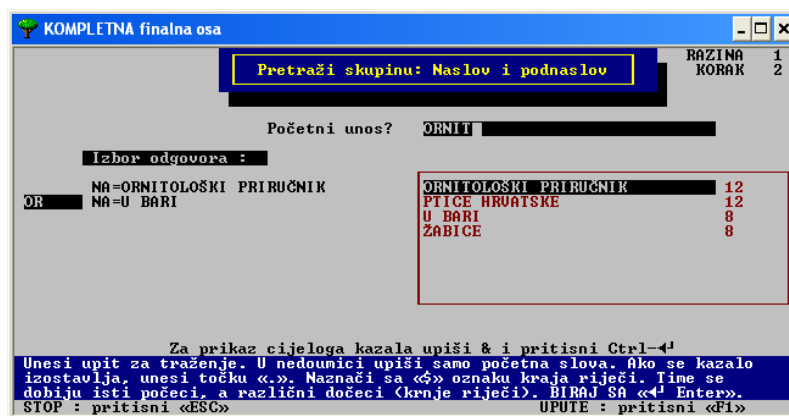 KOMPLETNA finalna osa
Pretraži skupinu: Naslov i podnaslov
RAZINA 1
KORAK 2
Početni unos? ORNIT
Izbor odgovora :
NA=ORNITOLOŠKI PRIRUČNIK
OR NA=U BARI
ORNITOLOŠKI PRIRUČNIK 12
PTICE HRVATSKE 12
U BARI 8
ŽABICE 8
Za prikaz cijeloga kazala upiši & i pritisni Ctrl-↵
Unesi upit za traženje. U nedoumici upiši samo početna slova. Ako se kazalo
izostavlja, unesi točku «.». Naznači sa «$» oznaku kraja riječi. Time se
dobiju isti počeci, a različni dočeci (krnje riječi). BIRAJ SA «↵ Enter».
STOP : pritisni «ESC» UPUTE : pritisni «F1»